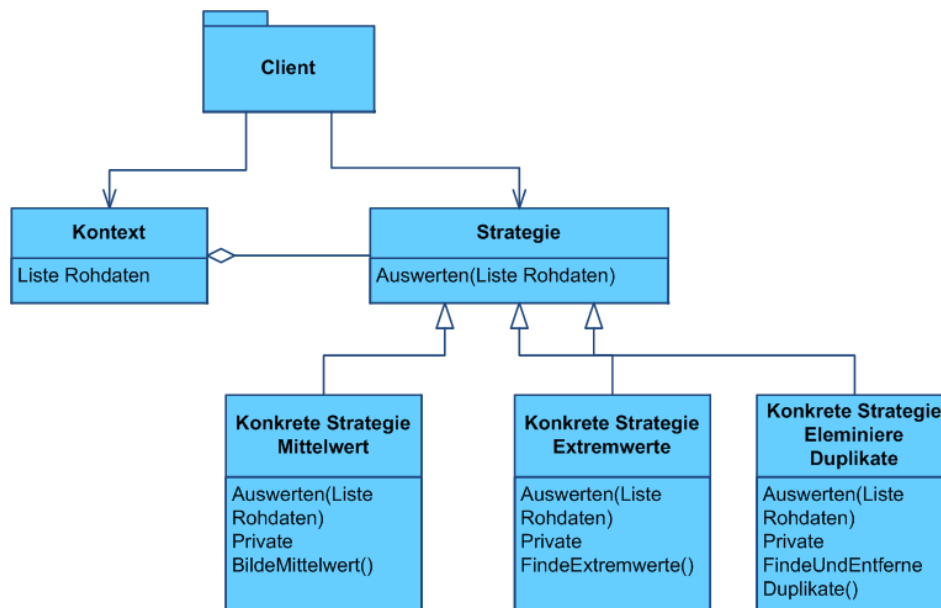 Client
Kontext
Liste Rohdaten
Strategie
Auswerten(Liste Rohdaten)
Konkrete Strategie
Mittelwert
Auswerten(Liste
Rohdaten)
Private
BildeMittelwert()
Konkrete Strategie
Extremwerte
Auswerten(Liste
Rohdaten)
Private
FindeExtremwerte()
Konkrete Strategie
Eleminiere
Duplikate
Auswerten(Liste
Rohdaten)
Private
FindeUndEntferne
Duplikate()